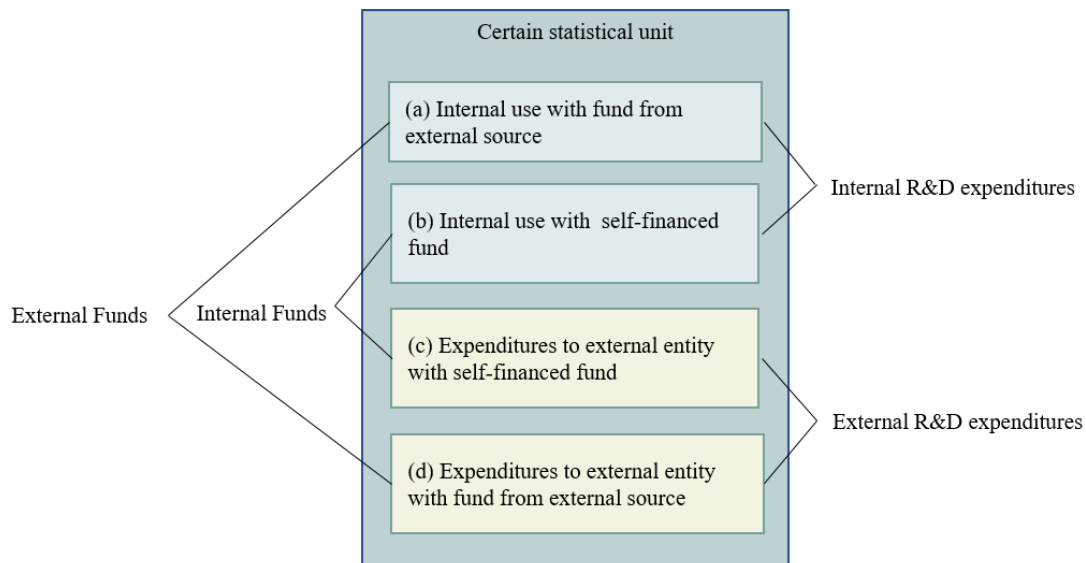 Certain statistical unit
(a) Internal use with fund from
external source
Internal R&D expenditures
(b) Internal use with  self-financed
fund
External Funds
Internal Funds
(c) Expenditures to external entity
with self-financed fund
External R&D expenditures
(d) Expenditures to external entity
with fund from external source